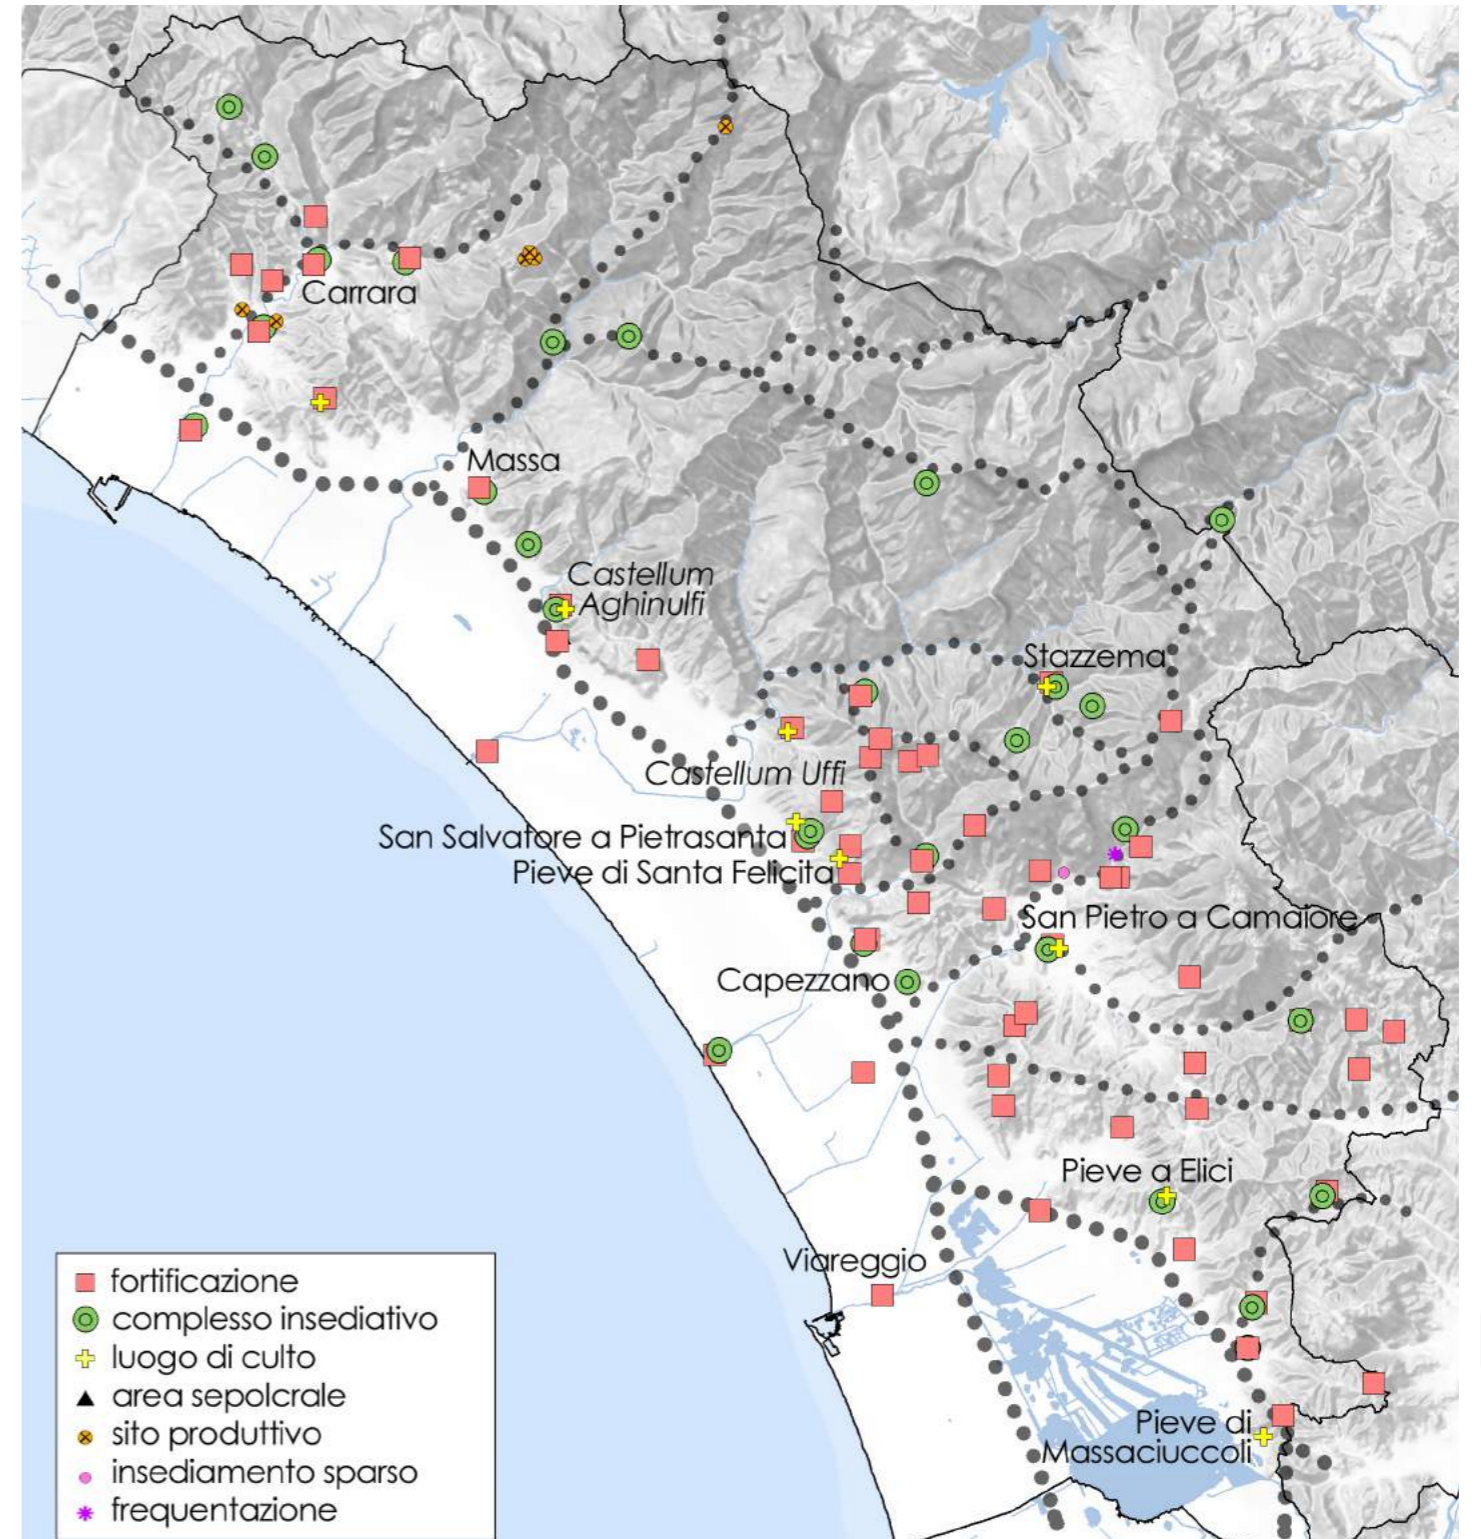 Carrara
Massa
Castellum
Aghinulfi
Stazzema
Castellum Uffi
San Salvatore a Pietrasanta
Pieve di Santa Felicita
San Pietro a Camaiore
Capezzano
Pieve a Elici
Viareggio
Pieve di
Massaciuccoli
fortificazione
complesso insediativo
luogo di culto
area sepolcrale
sito produttivo
insediamento sparso
frequentazione